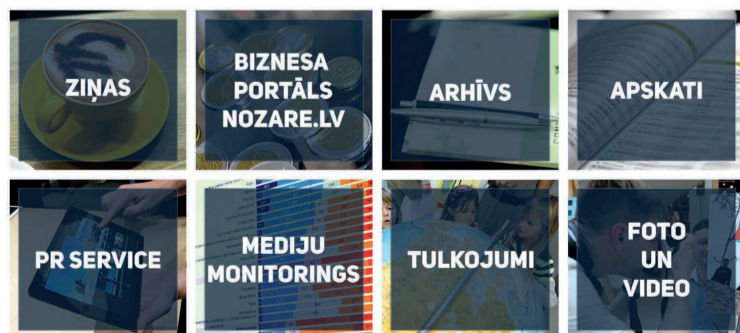 ZIŅAS
BIZNESA
PORTĀLS
NOZARE.LV
ARHĪVS
APSKATI
PR SERVICE
MEDIJU
MONITORINGS
TULKOJUMI
FOTO
UN
VIDEO